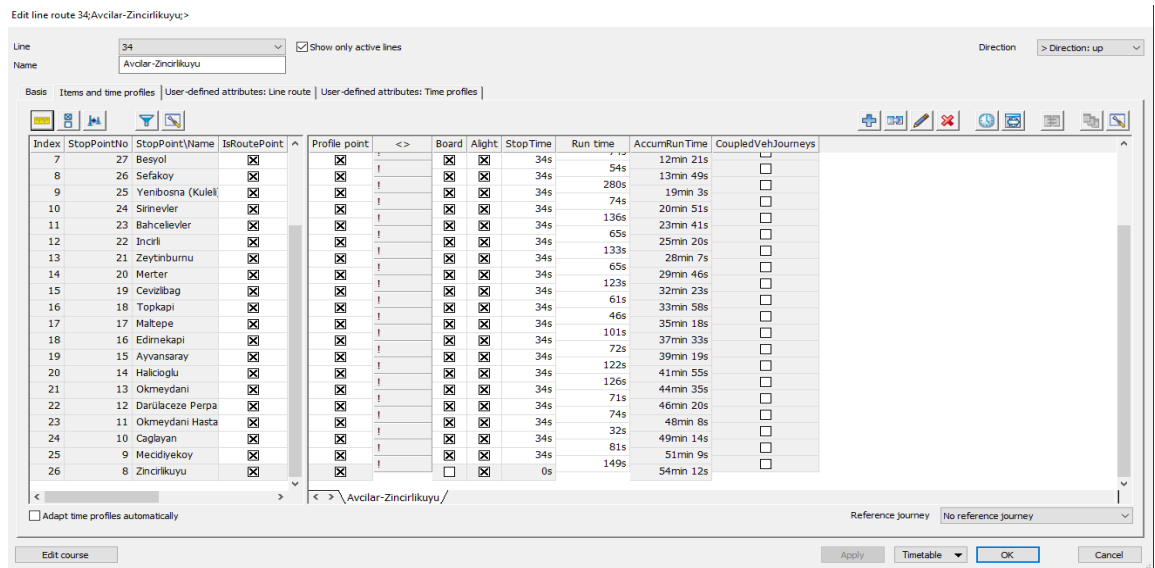 Edit line route 34;Avcilar-Zincirlikuyu;>
Line 34 Show only active lines Direction > Direction: up
Name Avcilar-Zincirlikuyu
Basis Items and time profiles User-defined attributes: Line route User-defined attributes: Time profiles
Index StopPointNo StopPoint\Name IsRoutePoint Profile point <> Board Alight StopTime Run time AccumRunTime CoupledVehJourneys
7 27 Besyol 34s 12min 21s
! 54s
8 26 Sefakoy 34s 13min 49s
! 280s
9 25 Yenibosna (Kuleli) 34s 19min 3s
! 74s
10 24 Sirinevler 34s 20min 51s
! 136s
11 23 Bahcelievler 34s 23min 41s
! 65s
12 22 Incirli 34s 25min 20s
! 133s
13 21 Zeytinburnu 34s 28min 7s
! 65s
14 20 Merter 34s 29min 46s
! 123s
15 19 Cevizlibag 34s 32min 23s
! 61s
16 18 Topkapi 34s 33min 58s
! 46s
17 17 Maltepe 34s 35min 18s
! 101s
18 16 Edirnekapi 34s 37min 33s
! 72s
19 15 Ayvansaray 34s 39min 19s
! 122s
20 14 Halicioglu 34s 41min 55s
! 126s
21 13 Okmeydani 34s 44min 35s
! 71s
22 12 Darülaceze Perpa 34s 46min 20s
! 74s
23 11 Okmeydani Hasta 34s 48min 8s
! 32s
24 10 Caglayan 34s 49min 14s
! 81s
25 9 Mecidiyekoy 34s 51min 9s
! 149s
26 8 Zincirlikuyu 0s 54min 12s
Avcilar-Zincirlikuyu
Adapt time profiles automatically Reference journey No reference journey
Edit course Apply Timetable OK Cancel